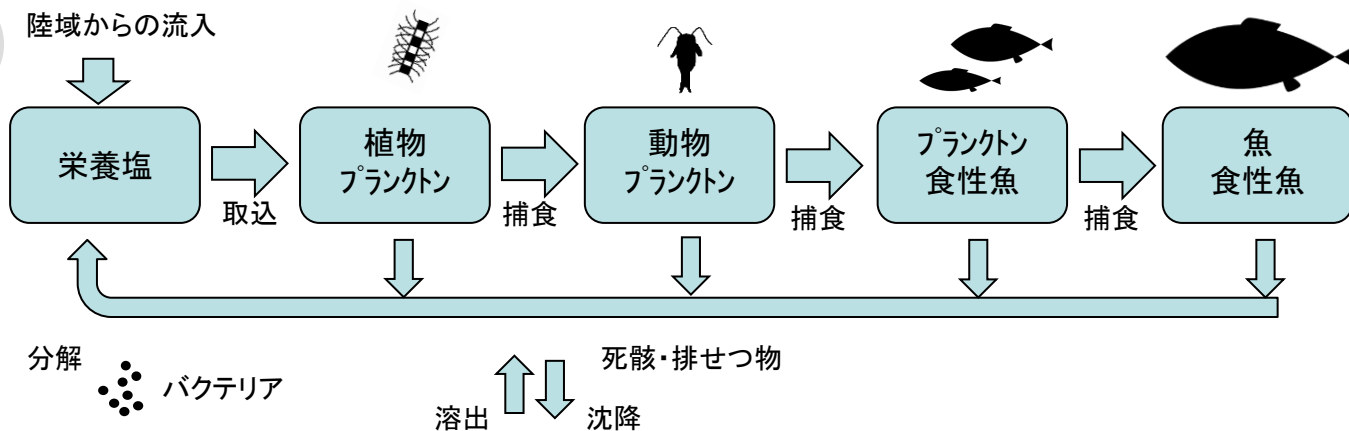 陸域からの流入
栄養塩
取込
植物
プランクトン
捕食
動物
プランクトン
捕食
プランクトン
食性魚
捕食
魚
食性魚
分解
バクテリア
死骸・排せつ物
溶出
沈降